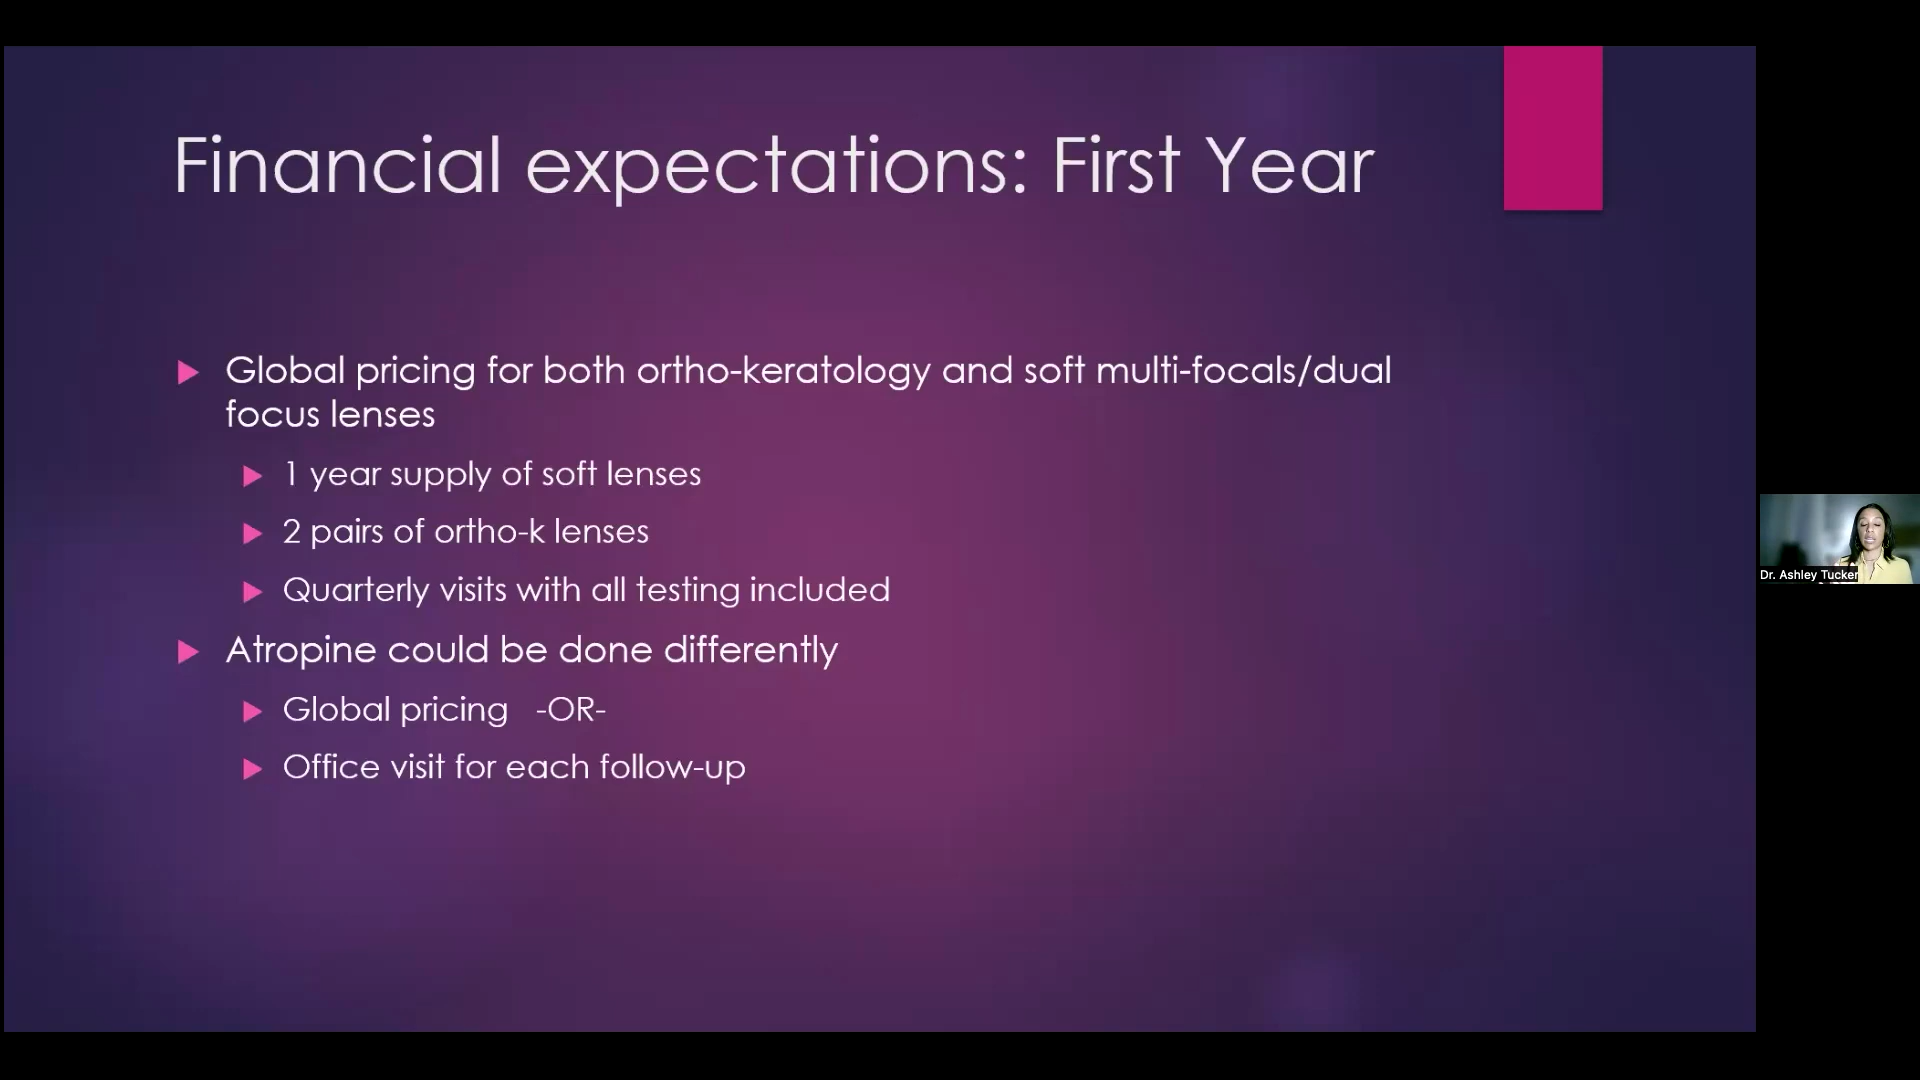 Financial expectations: First Year
Global pricing for both ortho-keratology and soft multi-focals/dual
focus lenses
1 year supply of soft lenses
2 pairs of ortho-k lenses
Quarterly visits with all testing included
Atropine could be done differently
Global pricing -OR-
Office visit for each follow-up
Dr. Ashley Tucker